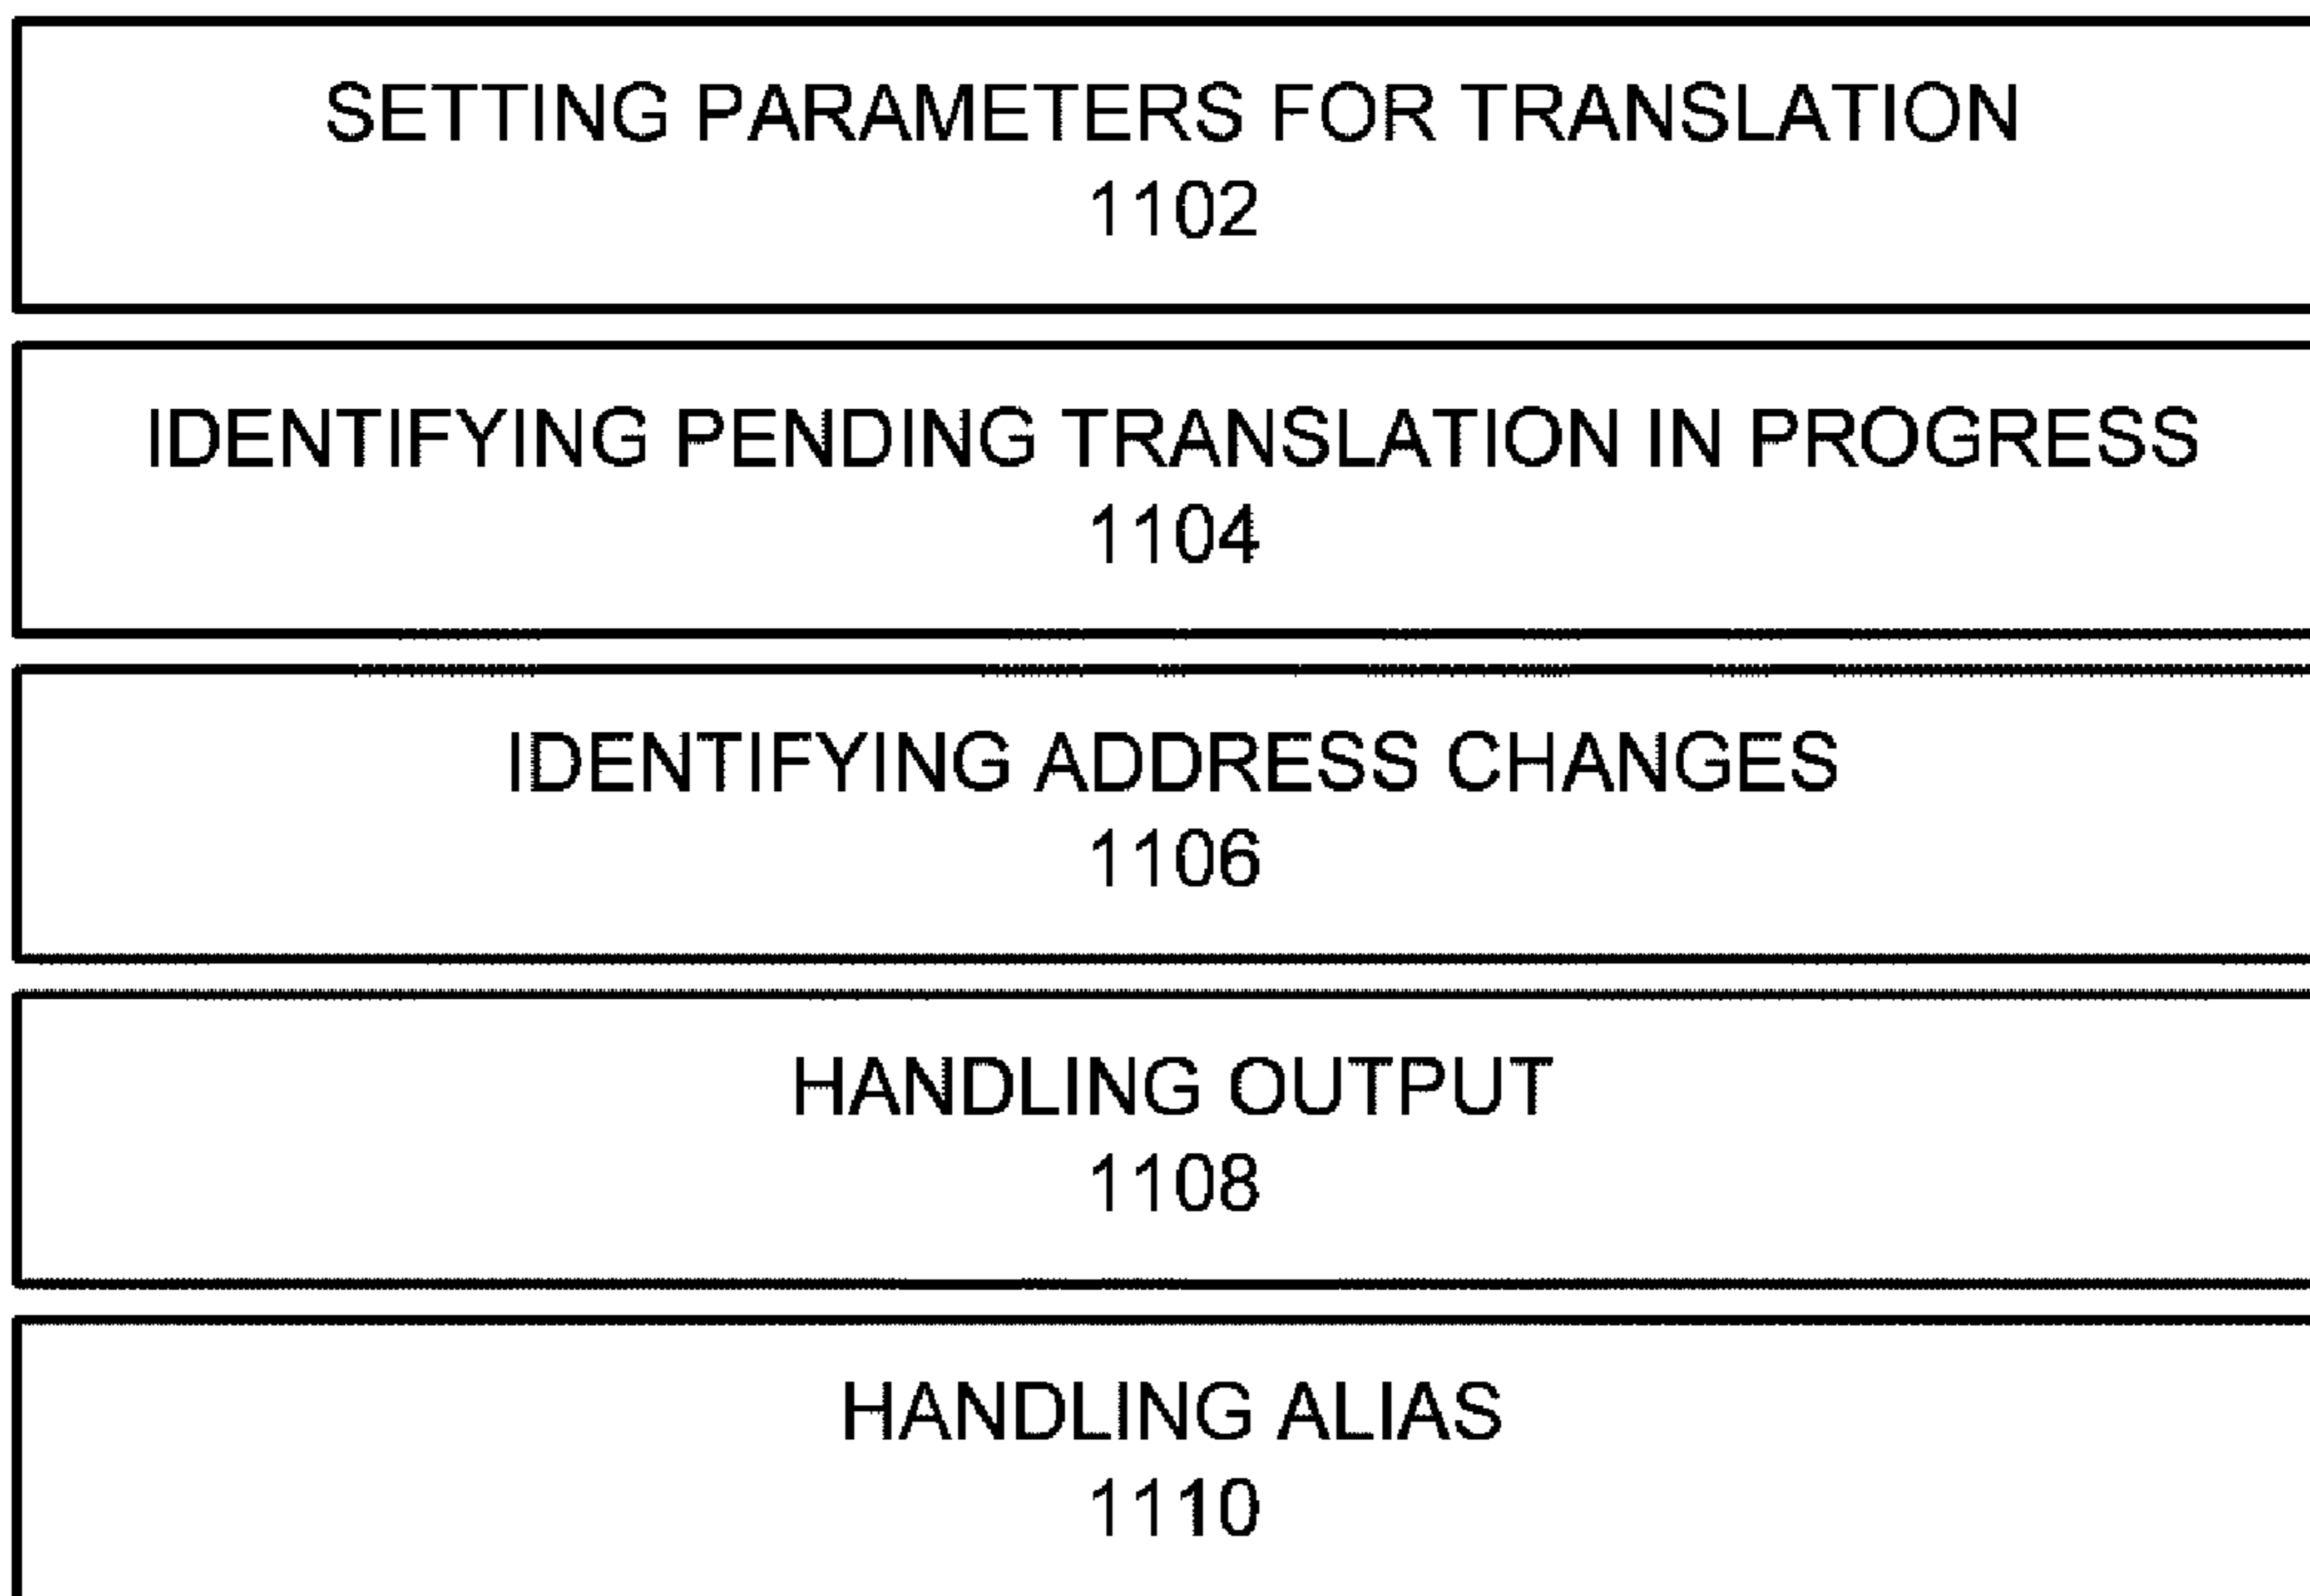 SETTING PARAMETERS FOR TRANSLATION
1102
IDENTIFYING PENDING TRANSLATION IN PROGRESS
1104
IDENTIFYING ADDRESS CHANGES
1106
HANDLING OUTPUT
1108
HANDLING ALIAS
1110